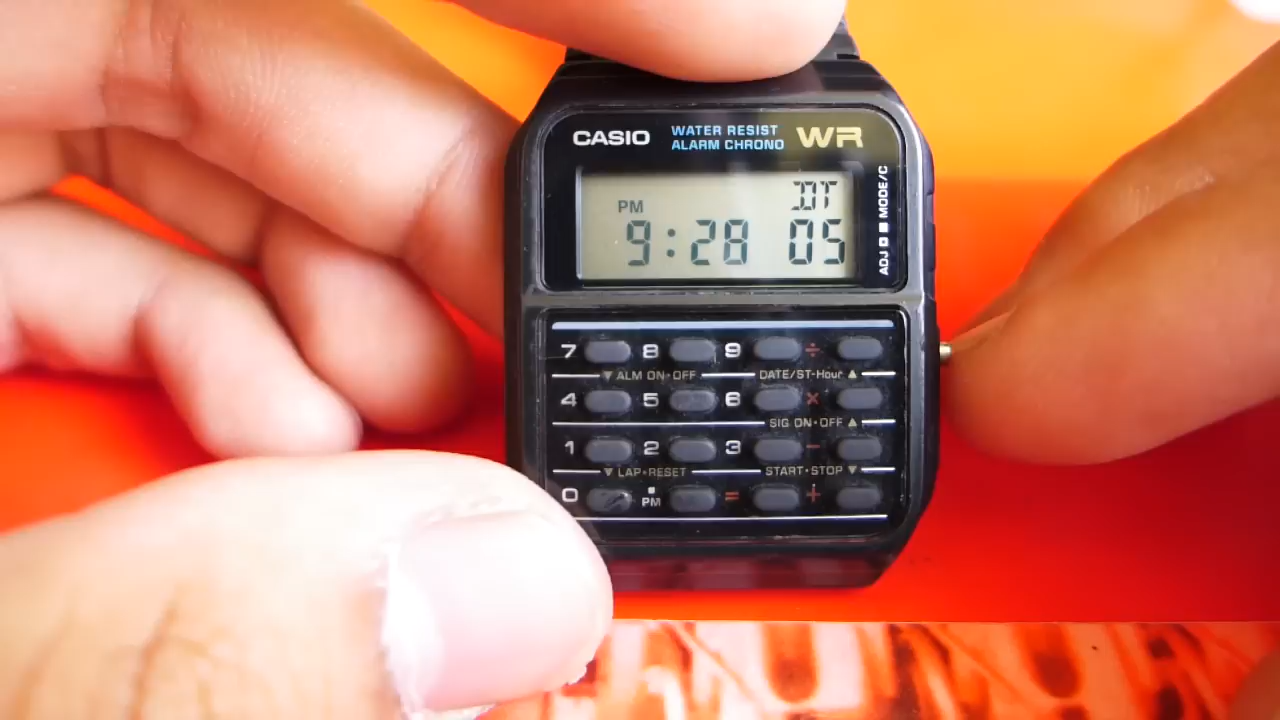 CASIO WATER RESIST WR
ALARM CHRONO
DT
PM
9:28 05
ADJ MODE/C
7 8 9 ÷
▼ ALM ON•OFF DATE/ST-Hour ▲
4 5 6 ×
SIG ON•OFF ▲
1 2 3 −
▼ LAP•RESET START•STOP ▼
0 ▪ PM = +